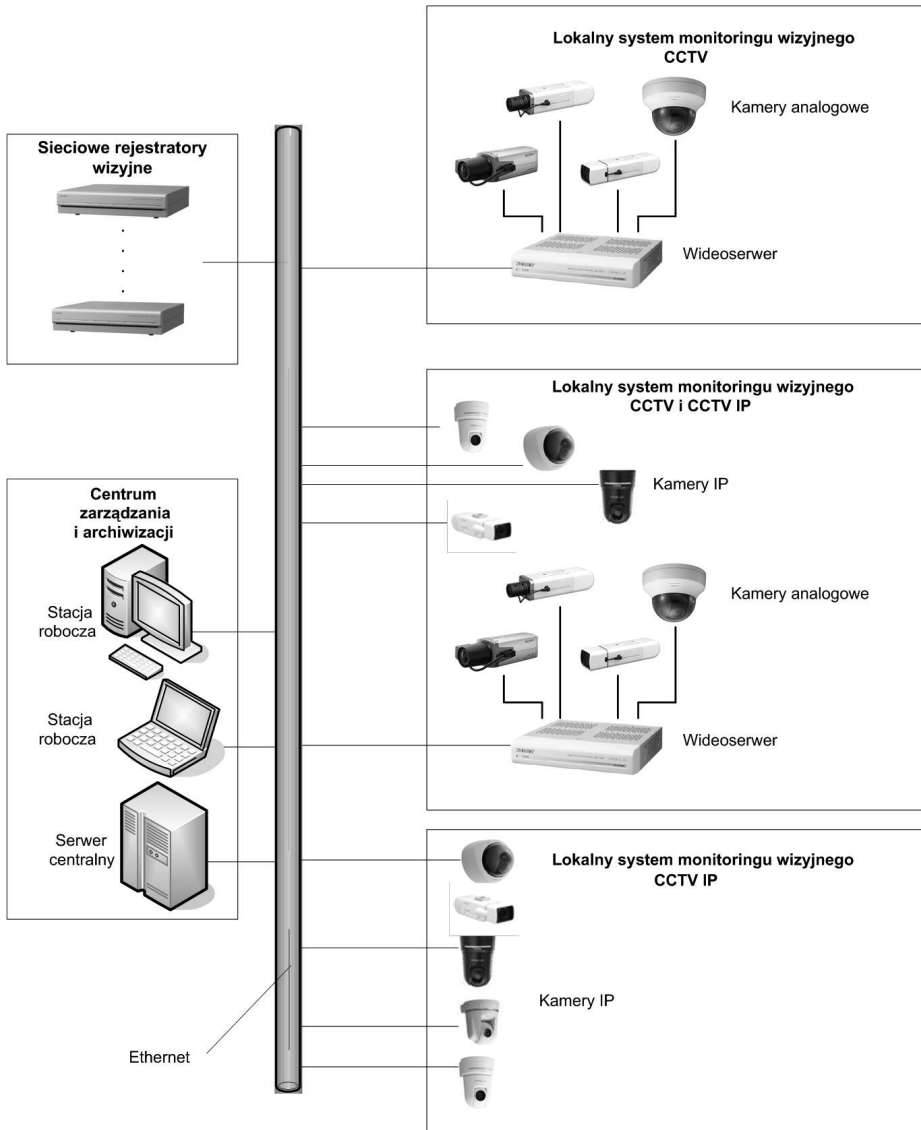 Lokalny system monitoringu wizyjnego
CCTV
Kamery analogowe
Wideoserwer
Sieciowe rejestratory
wizyjne
Lokalny system monitoringu wizyjnego
CCTV i CCTV IP
Kamery IP
Kamery analogowe
Wideoserwer
Centrum
zarządzania
i archiwizacji
Stacja
robocza
Stacja
robocza
Serwer
centralny
Lokalny system monitoringu wizyjnego
CCTV IP
Kamery IP
Ethernet